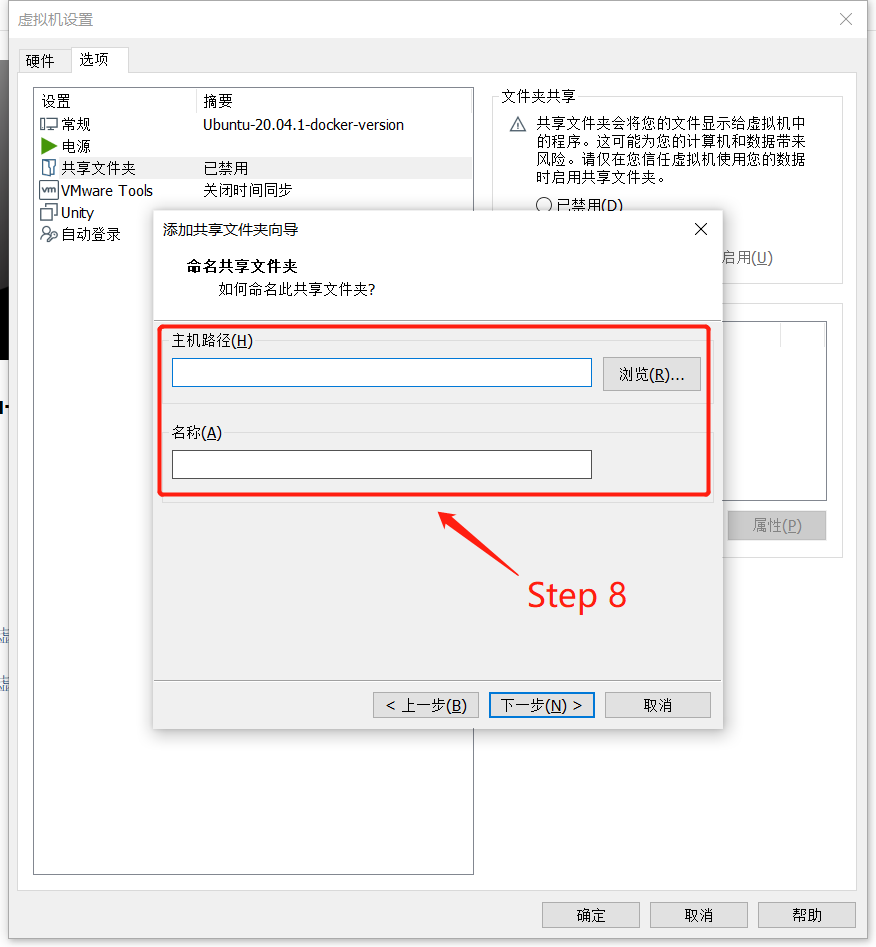 虚拟机设置
硬件 选项
设置 摘要
常规 Ubuntu-20.04.1-docker-version
电源
共享文件夹 已禁用
VMware Tools 关闭时间同步
Unity
自动登录
文件夹共享
共享文件夹会将您的文件显示给虚拟机中
的程序。这可能为您的计算机和数据带来
风险。请仅在您信任虚拟机使用您的数据
时启用共享文件夹。
已禁用(D)
启用(U)
添加共享文件夹向导
命名共享文件夹
如何命名此共享文件夹?
主机路径(H)
浏览(R)...
名称(A)
属性(P)
Step 8
< 上一步(B) 下一步(N) > 取消
确定 取消 帮助